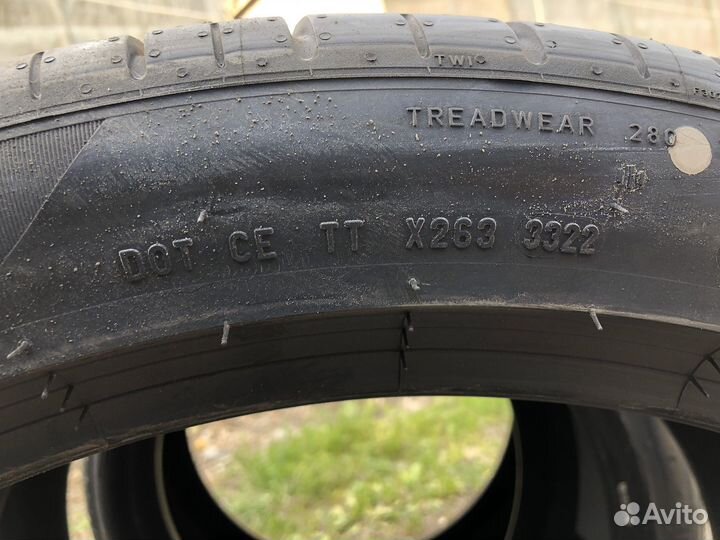 TWI
TREADWEAR 280
DOT CE TT X263 3322
Avito